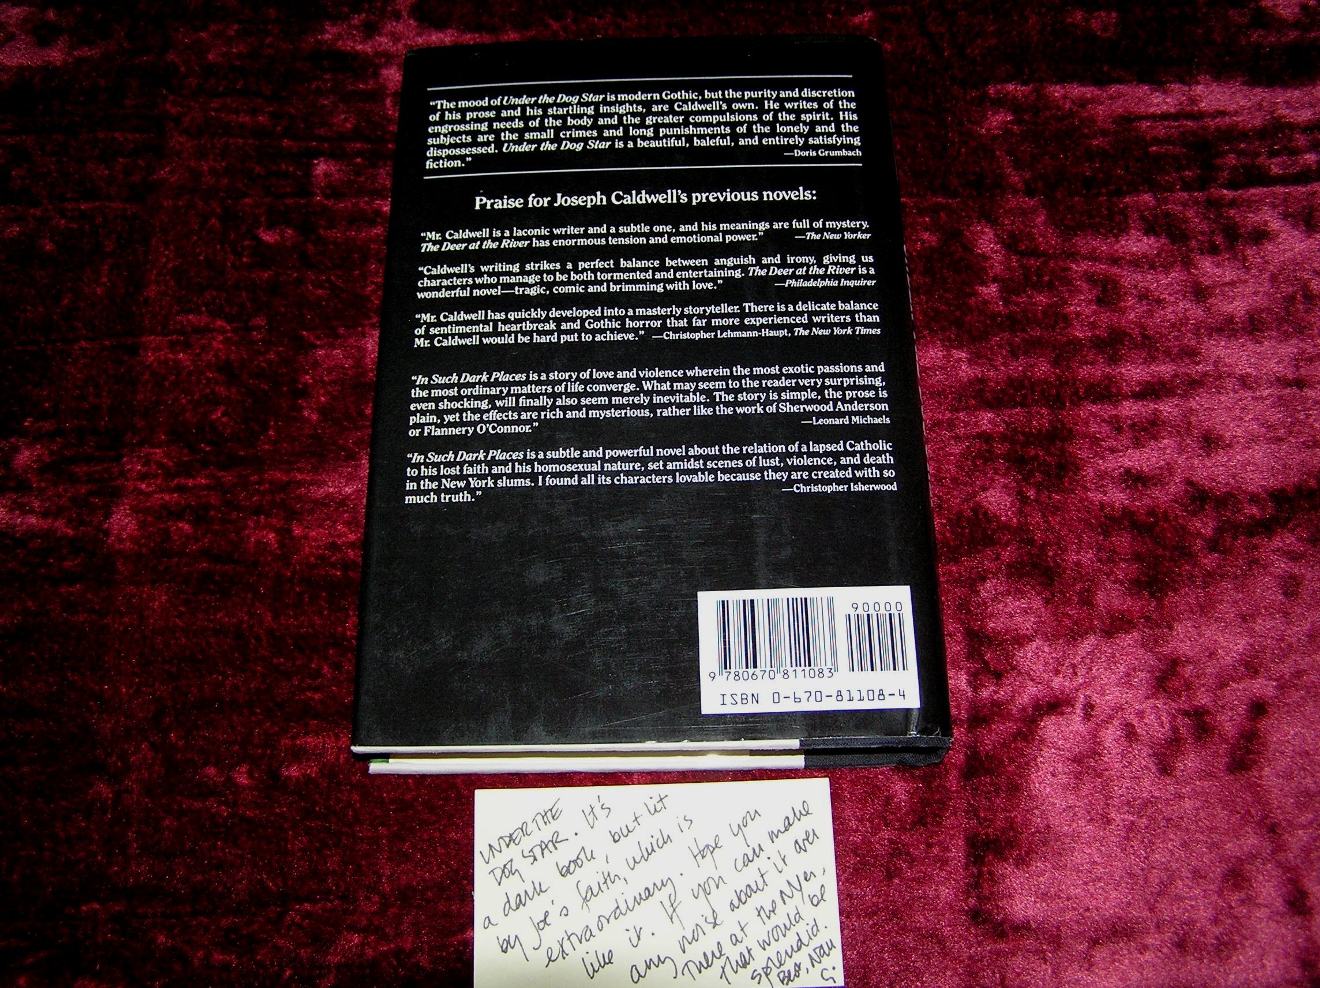 “The mood of Under the Dog Star is modern Gothic, but the purity and discretion
of his prose and his startling insights, are Caldwell’s own. He writes of the
engrossing needs of the body and the greater compulsions of the spirit. His
subjects are the small crimes and long punishments of the lonely and the
dispossessed. Under the Dog Star is a beautiful, baleful, and entirely satisfying
fiction.”
—Doris Grumbach
Praise for Joseph Caldwell’s previous novels:
“Mr. Caldwell is a laconic writer and a subtle one, and his meanings are full of mystery.
The Deer at the River has enormous tension and emotional power.” —The New Yorker
“Caldwell’s writing strikes a perfect balance between anguish and irony, giving us
characters who manage to be both tormented and entertaining. The Deer at the River is a
wonderful novel—tragic, comic and brimming with love.” —Philadelphia Inquirer
“Mr. Caldwell has quickly developed into a masterly storyteller. There is a delicate balance
of sentimental heartbreak and Gothic horror that far more experienced writers than
Mr. Caldwell would be hard put to achieve.” —Christopher Lehmann-Haupt, The New York Times
“In Such Dark Places is a story of love and violence wherein the most exotic passions and
the most ordinary matters of life converge. What may seem to the reader very surprising,
even shocking, will finally also seem merely inevitable. The story is simple, the prose is
plain, yet the effects are rich and mysterious, rather like the work of Sherwood Anderson
or Flannery O’Connor.” —Leonard Michaels
“In Such Dark Places is a subtle and powerful novel about the relation of a lapsed Catholic
to his lost faith and his homosexual nature, set amidst scenes of lust, violence, and death
in the New York slums. I found all its characters lovable because they are created with so
much truth.” —Christopher Isherwood
90000
9 780670 811083
ISBN 0-670-81108-4
UNDER THE
DOG STAR. It's
a dark book, but lit
by Joe's faith, which is
extraordinary. Hope you
like it. If you can make
any noise about it over
there at the NYer,
that would be
splendid.
Best, Nan
G.